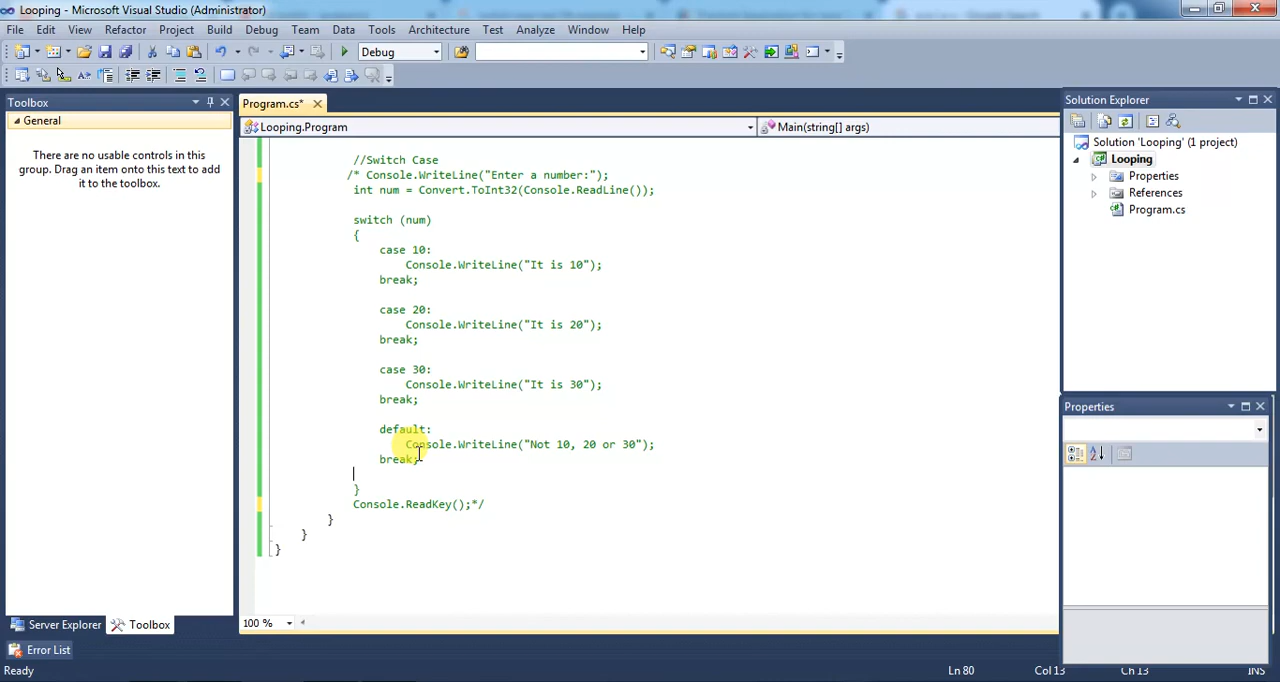 Looping - Microsoft Visual Studio (Administrator)
File Edit View Refactor Project Build Debug Team Data Tools Architecture Test Analyze Window Help
Debug
Toolbox
General
There are no usable controls in this
group. Drag an item onto this text to add
it to the toolbox.
Server Explorer Toolbox
Program.cs*
Looping.Program Main(string[] args)
//Switch Case
/* Console.WriteLine("Enter a number:");
int num = Convert.ToInt32(Console.ReadLine());
switch (num)
{
case 10:
Console.WriteLine("It is 10");
break;
case 20:
Console.WriteLine("It is 20");
break;
case 30:
Console.WriteLine("It is 30");
break;
default:
Console.WriteLine("Not 10, 20 or 30");
break;
}
Console.ReadKey();*/
}
}
}
100 %
Solution Explorer
Solution 'Looping' (1 project)
Looping
Properties
References
Program.cs
Properties
Error List
Ready Ln 80 Col 13 Ch 13 INS